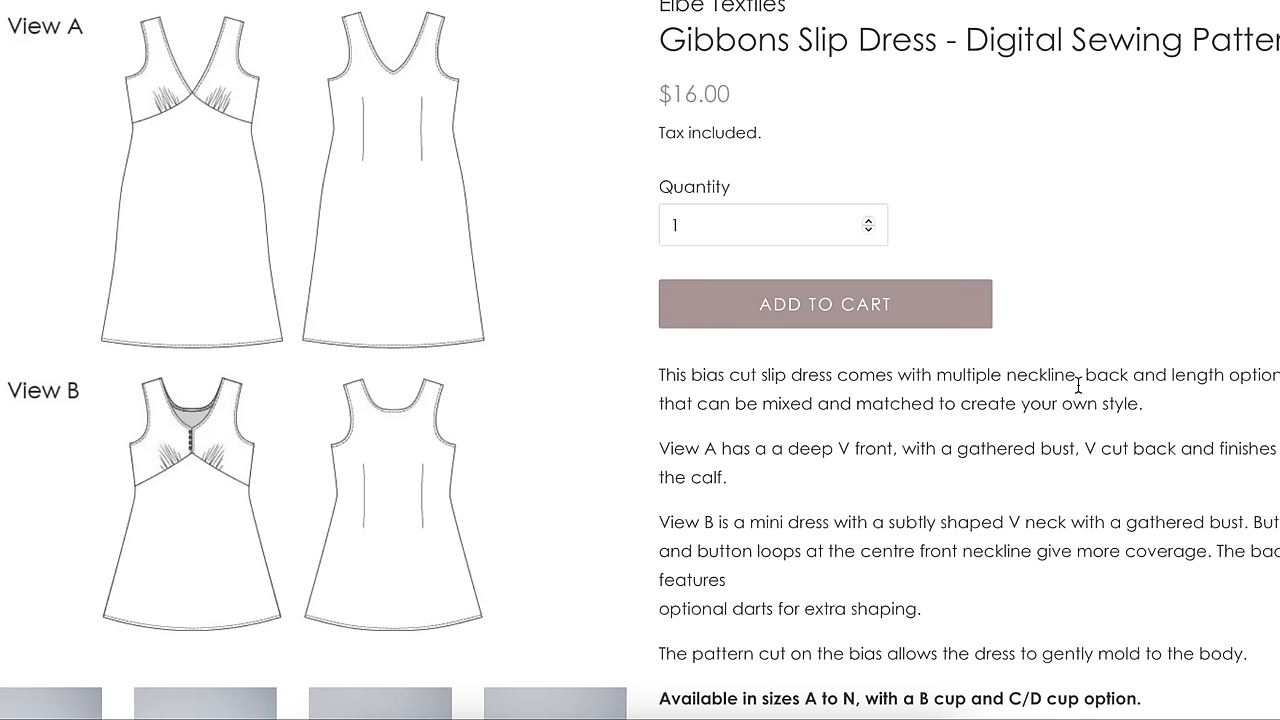 View A
View B
Elbe Textiles
Gibbons Slip Dress - Digital Sewing Patter
$16.00
Tax included.
Quantity
1
ADD TO CART
This bias cut slip dress comes with multiple neckline, back and length option
that can be mixed and matched to create your own style.
View A has a a deep V front, with a gathered bust, V cut back and finishes
the calf.
View B is a mini dress with a subtly shaped V neck with a gathered bust. But
and button loops at the centre front neckline give more coverage. The bac
features
optional darts for extra shaping.
The pattern cut on the bias allows the dress to gently mold to the body.
Available in sizes A to N, with a B cup and C/D cup option.